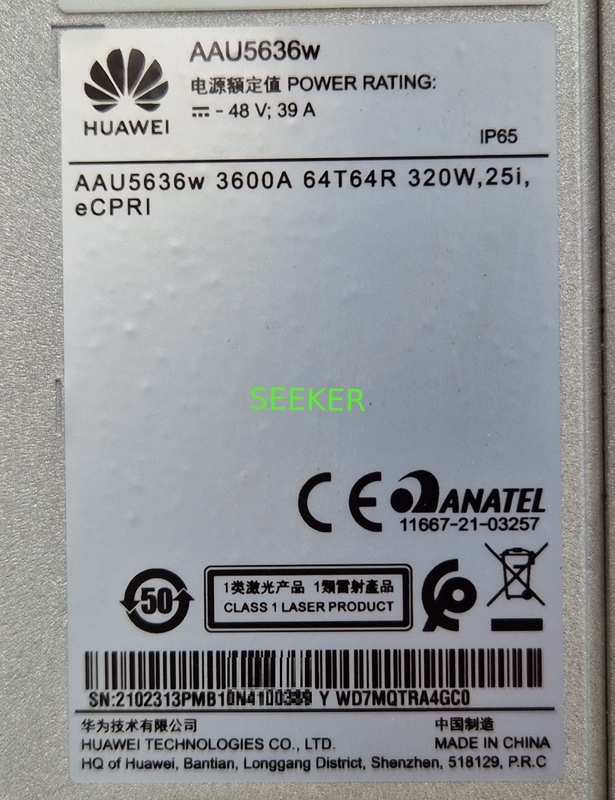 HUAWEI
AAU5636w
电源额定值 POWER RATING:
⎓ - 48 V; 39 A
IP65
AAU5636w 3600A 64T64R 320W,25i,
eCPRI
SEEKER
CE ANATEL
11667-21-03257
50
1类激光产品 1類雷射產品
CLASS 1 LASER PRODUCT
Y WD7MQTRA4GC0
华为技术有限公司
中国制造
HUAWEI TECHNOLOGIES CO., LTD.
MADE IN CHINA
HQ of Huawei, Bantian, Longgang District, Shenzhen, 518129, P.R.C